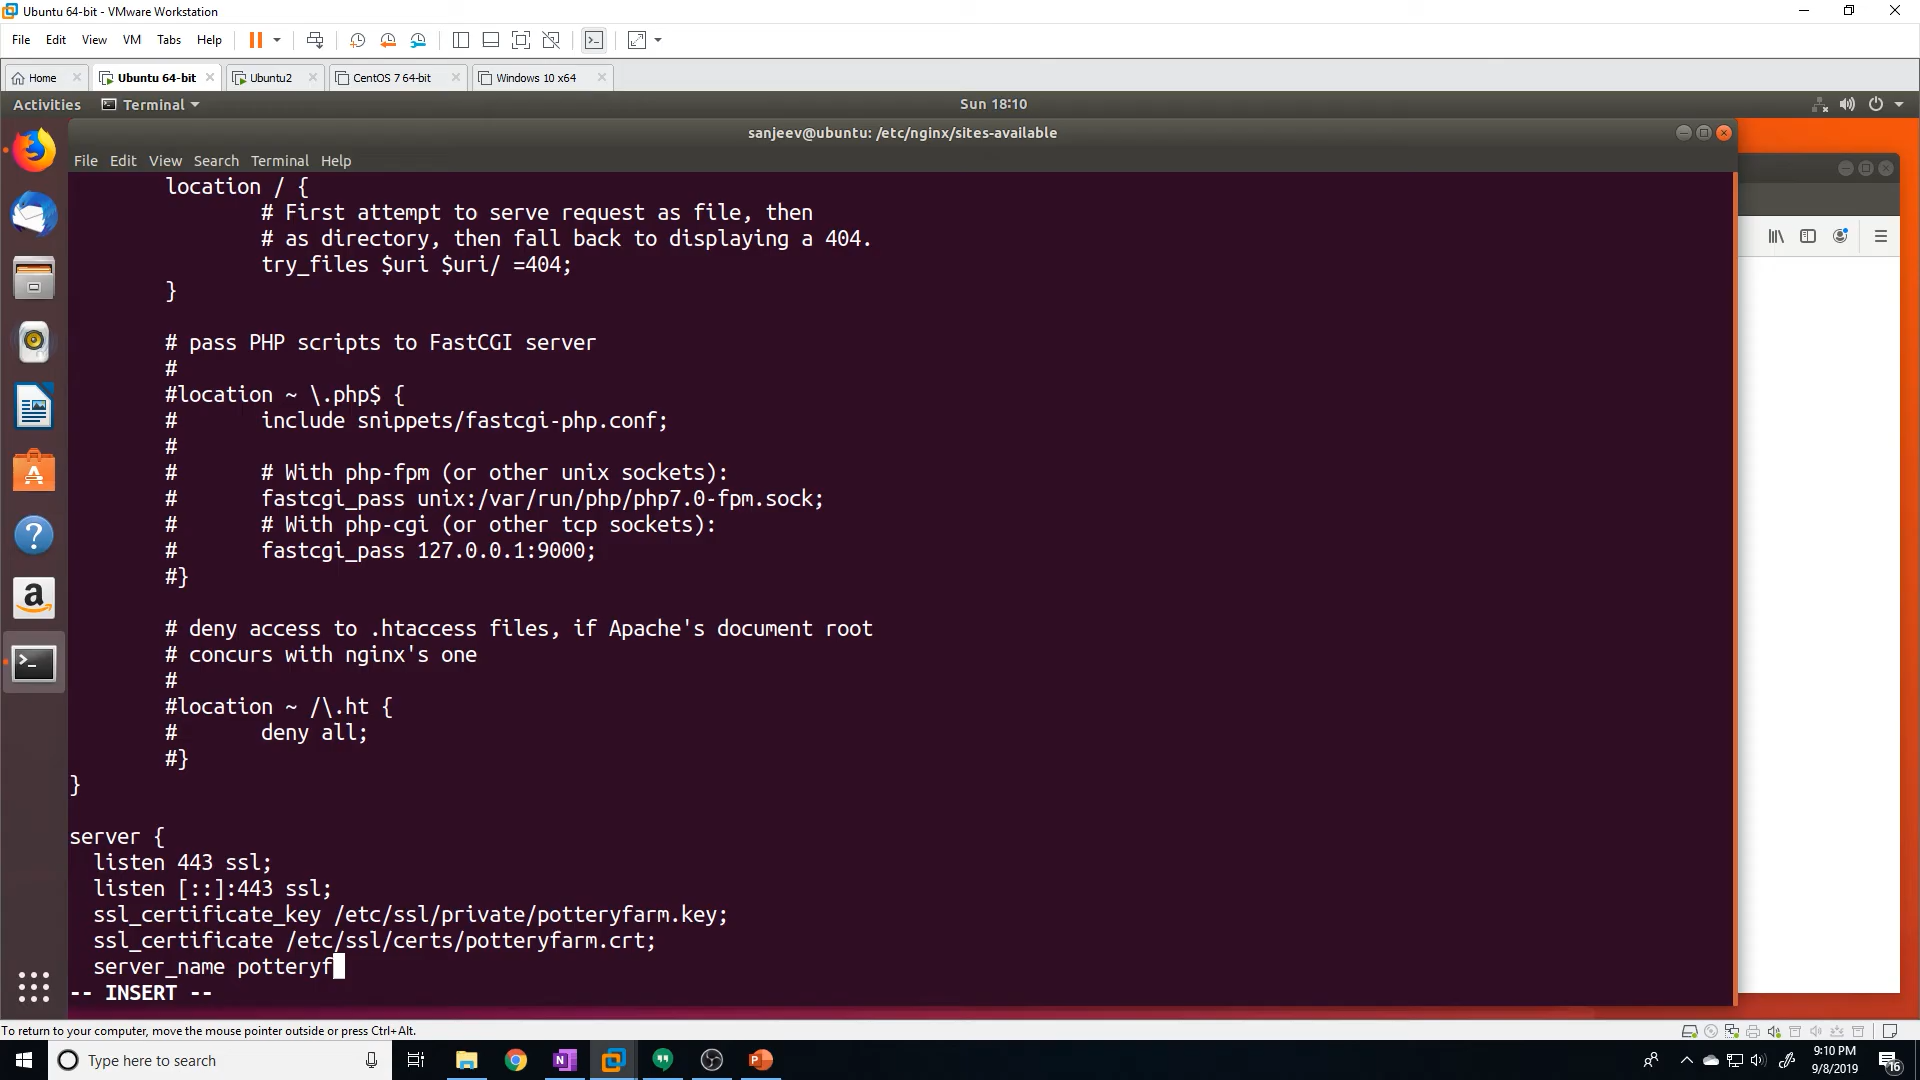 Ubuntu 64-bit - VMware Workstation
File Edit View VM Tabs Help
Home Ubuntu 64-bit Ubuntu2 CentOS 7 64-bit Windows 10 x64
Activities Terminal Sun 18:10
sanjeev@ubuntu: /etc/nginx/sites-available
File Edit View Search Terminal Help
location / {
# First attempt to serve request as file, then
# as directory, then fall back to displaying a 404.
try_files $uri $uri/ =404;
}
# pass PHP scripts to FastCGI server
#
#location ~ \.php$ {
# include snippets/fastcgi-php.conf;
#
# # With php-fpm (or other unix sockets):
# fastcgi_pass unix:/var/run/php/php7.0-fpm.sock;
# # With php-cgi (or other tcp sockets):
# fastcgi_pass 127.0.0.1:9000;
#}
# deny access to .htaccess files, if Apache's document root
# concurs with nginx's one
#
#location ~ /\.ht {
# deny all;
#}
}
server {
listen 443 ssl;
listen [::]:443 ssl;
ssl_certificate_key /etc/ssl/private/potteryfarm.key;
ssl_certificate /etc/ssl/certs/potteryfarm.crt;
server_name potteryf
-- INSERT --
To return to your computer, move the mouse pointer outside or press Ctrl+Alt.
Type here to search
9:10 PM
9/8/2019
16